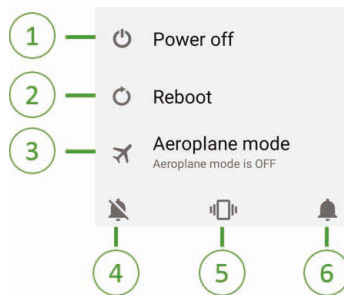 1 Power off
2 Reboot
3 Aeroplane mode
Aeroplane mode is OFF
4 5 6